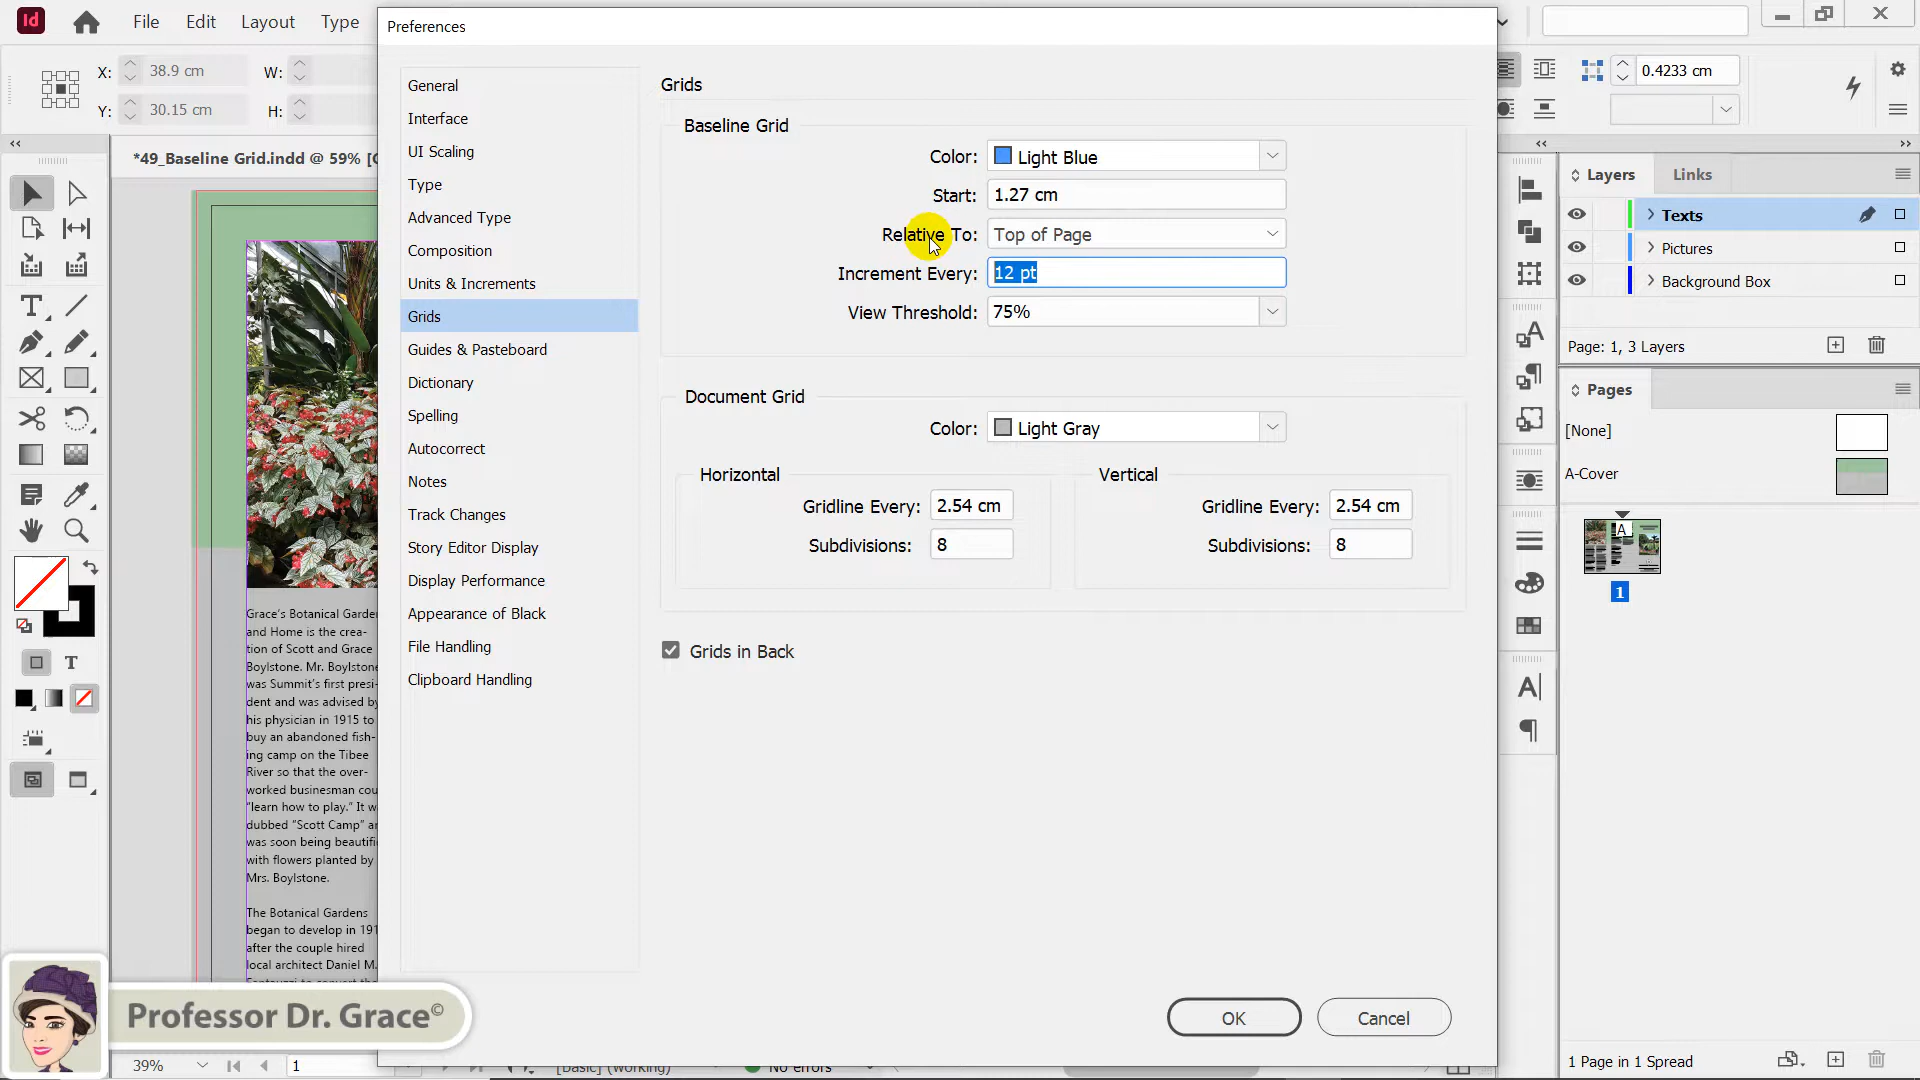 Id
File Edit Layout Type
X: 38.9 cm W:
Y: 30.15 cm H:
0.4233 cm
*49_Baseline Grid.indd @ 59%
Preferences
General
Interface
UI Scaling
Type
Advanced Type
Composition
Units & Increments
Grids
Guides & Pasteboard
Dictionary
Spelling
Autocorrect
Notes
Track Changes
Story Editor Display
Display Performance
Appearance of Black
File Handling
Clipboard Handling
Grids
Baseline Grid
Color: Light Blue
Start: 1.27 cm
Relative To: Top of Page
Increment Every: 12 pt
View Threshold: 75%
Document Grid
Color: Light Gray
Horizontal
Gridline Every: 2.54 cm
Subdivisions: 8
Vertical
Gridline Every: 2.54 cm
Subdivisions: 8
Grids in Back
OK Cancel
Layers Links
Texts
Pictures
Background Box
Page: 1, 3 Layers
Pages
[None]
A-Cover
A
1
1 Page in 1 Spread
Grace's Botanical Garden
and Home is the crea-
tion of Scott and Grace
Boylstone. Mr. Boylstone
was Summit's first presi-
dent and was advised by
his physician in 1915 to
buy an abandoned fish-
ing camp on the Tibee
River so that the over-
worked businesman cou
"learn how to play." It w
dubbed "Scott Camp" an
was soon being beautifi
with flowers planted by
Mrs. Boylstone.
The Botanical Gardens
began to develop in 191
after the couple hired
local architect Daniel M.
Professor Dr. Grace©
39% 1 [Basic] (working) No errors